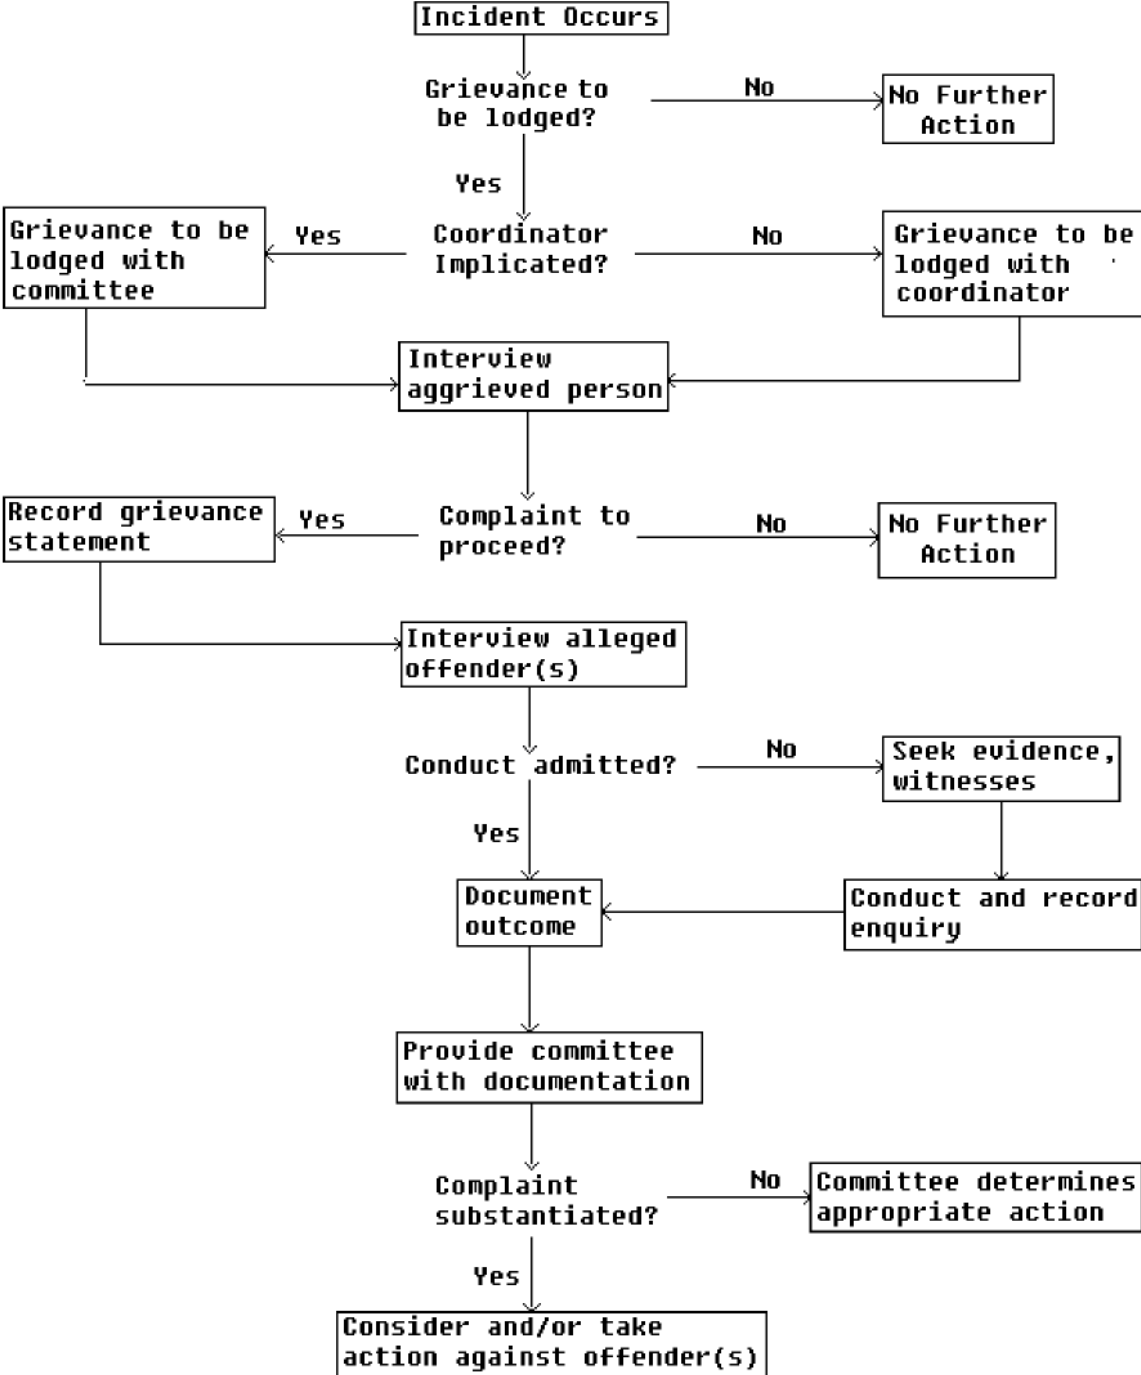 Incident Occurs
Grievance to
be lodged?
No
No Further
Action
Yes
Grievance to be
lodged with
committee
Yes
Coordinator
Implicated?
No
Grievance to be
lodged with
coordinator
Interview
aggrieved person
Record grievance
statement
Yes
Complaint to
proceed?
No
No Further
Action
Interview alleged
offender(s)
Conduct admitted?
No
Seek evidence,
witnesses
Yes
Document
outcome
Conduct and record
enquiry
Provide committee
with documentation
Complaint
substantiated?
No
Committee determines
appropriate action
Yes
Consider and/or take
action against offender(s)